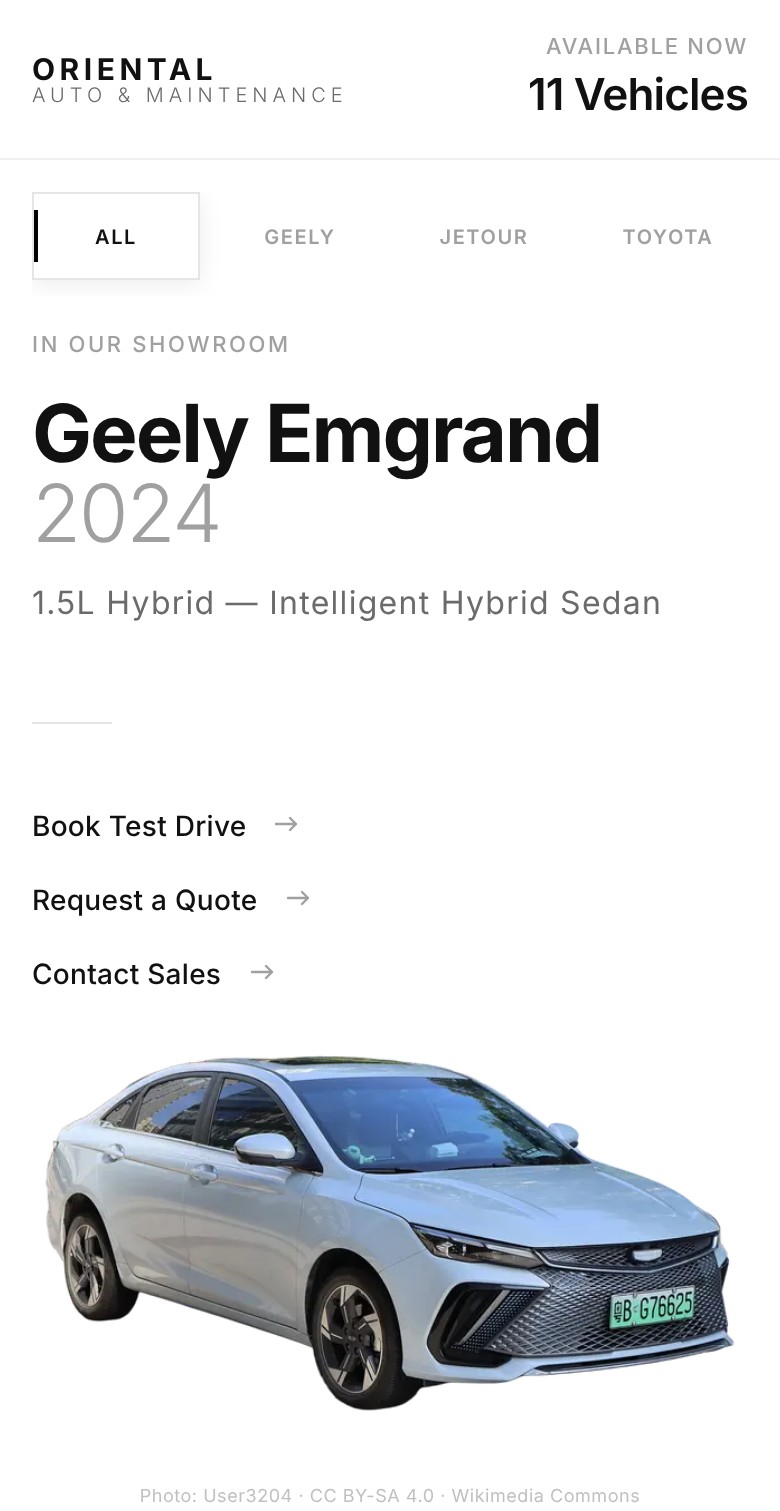 ORIENTAL
AUTO & MAINTENANCE
AVAILABLE NOW
11 Vehicles
ALL
GEELY
JETOUR
TOYOTA
IN OUR SHOWROOM
Geely Emgrand
2024
1.5L Hybrid — Intelligent Hybrid Sedan
Book Test Drive →
Request a Quote →
Contact Sales →
B·G76625
Photo: User3204 · CC BY-SA 4.0 · Wikimedia Commons